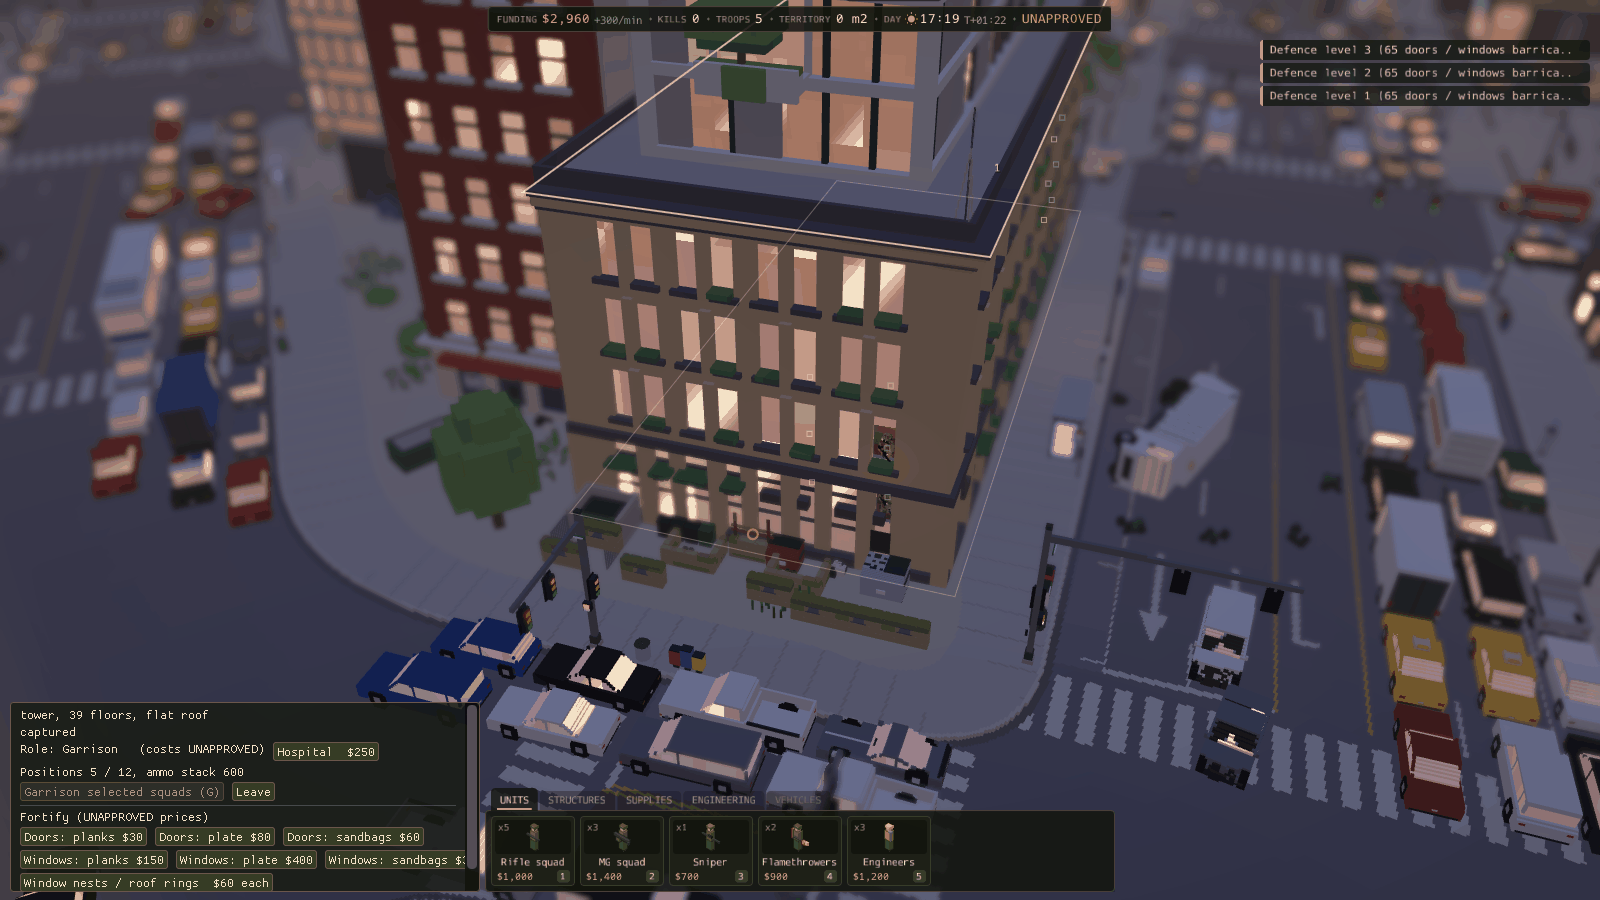 FUNDING $2,960 +300/min · KILLS 0 · TROOPS 5 · TERRITORY 0 m2 · DAY 17:19 T+01:22 · UNAPPROVED
Defence level 3 (65 doors / windows barrica..
Defence level 2 (65 doors / windows barrica..
Defence level 1 (65 doors / windows barrica..
1
tower, 39 floors, flat roof
captured
Role: Garrison (costs UNAPPROVED) Hospital $250
Positions 5 / 12, ammo stack 600
Garrison selected squads (G) Leave
Fortify (UNAPPROVED prices)
Doors: planks $30 Doors: plate $80 Doors: sandbags $60
Windows: planks $150 Windows: plate $400 Windows: sandbags
Window nests / roof rings $60 each
UNITS STRUCTURES SUPPLIES ENGINEERING VEHICLES
x5 x3 x1 x2 x3
Rifle squad MG squad Sniper Flamethrowers Engineers
$1,000 1 $1,400 2 $700 3 $900 4 $1,200 5